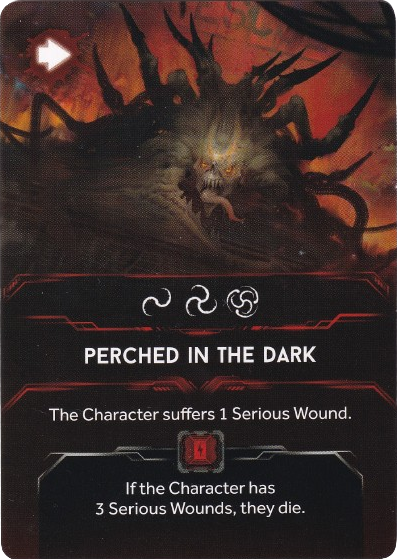 PERCHED IN THE DARK
The Character suffers 1 Serious Wound.
If the Character has
3 Serious Wounds, they die.